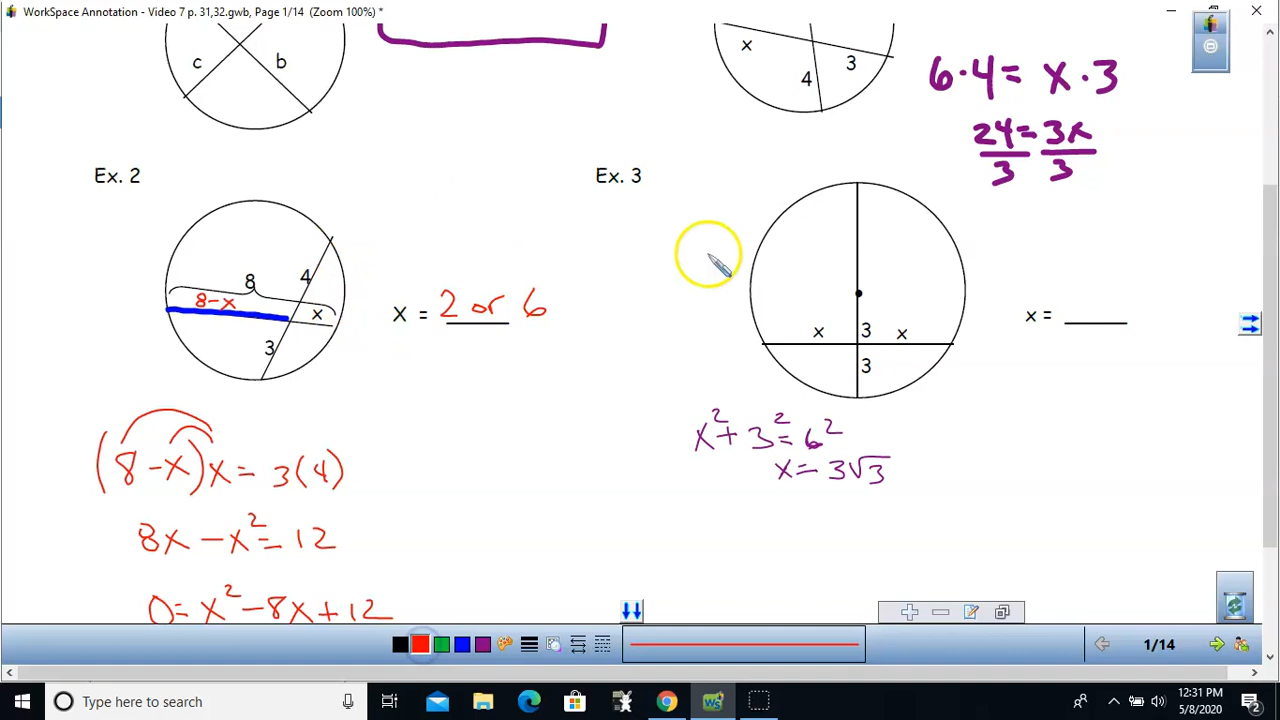 WorkSpace Annotation - Video 7 p. 31,32.gwb, Page 1/14 (Zoom 100%) *
c
b
x
4
3
6·4= x·3
24=3x
3 3
Ex. 2
8
4
8-x
x
3
X = 2 or 6
(8-x)x= 3(4)
8x-x²=12
0=x²-8x+12
Ex. 3
x
3
x
3
x =
x²+3²=6²
x=3√3
1/14
Type here to search
12:31 PM
5/8/2020
2